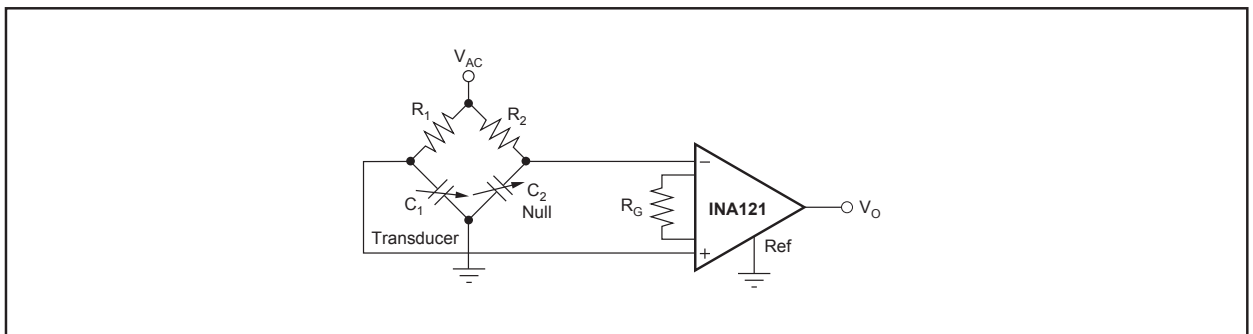 V_AC
R_1
R_2
−
C_1
C_2
Null
R_G
INA121
V_O
Transducer
Ref
+